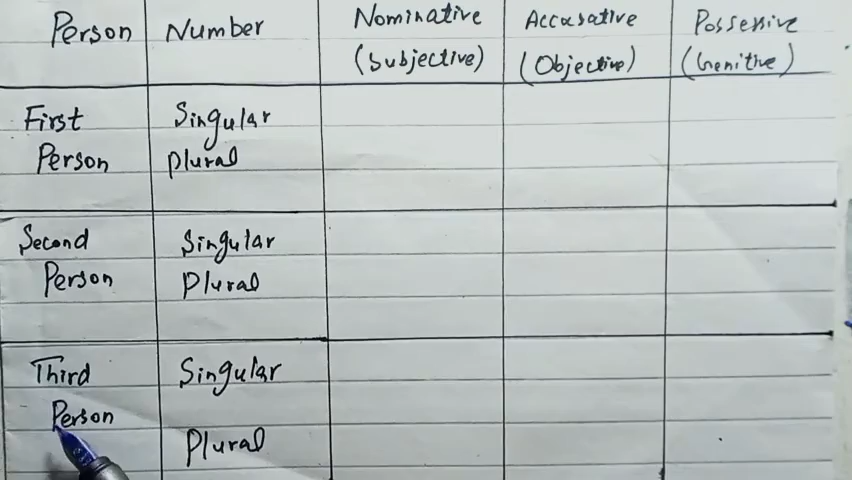 Person Number Nominative Accusative Possessive
(Subjective) (Objective) (Genitive)
First Singular
Person Plural
Second Singular
Person Plural
Third Singular
Person
Plural